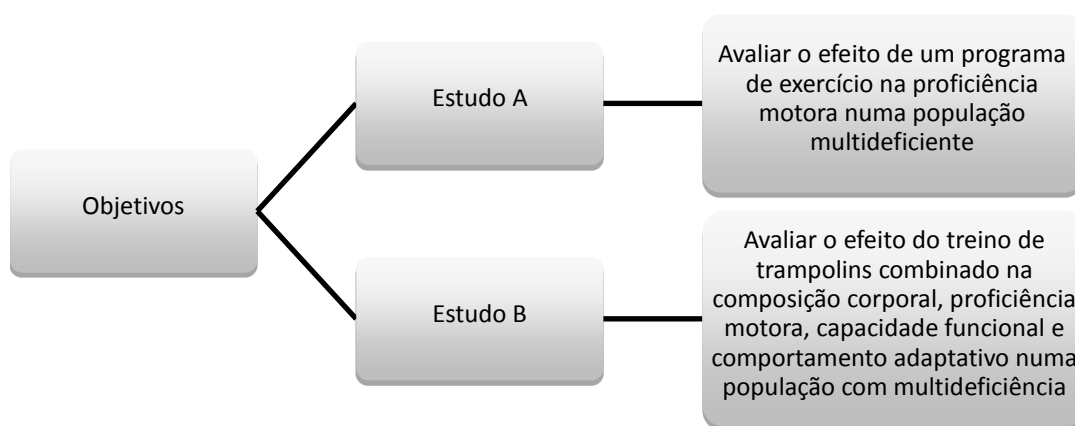 Objetivos
Estudo A
Avaliar o efeito de um programa
de exercício na proficiência
motora numa população
multideficiente
Estudo B
Avaliar o efeito do treino de
trampolins combinado na
composição corporal, proficiência
motora, capacidade funcional e
comportamento adaptativo numa
população com multideficiência